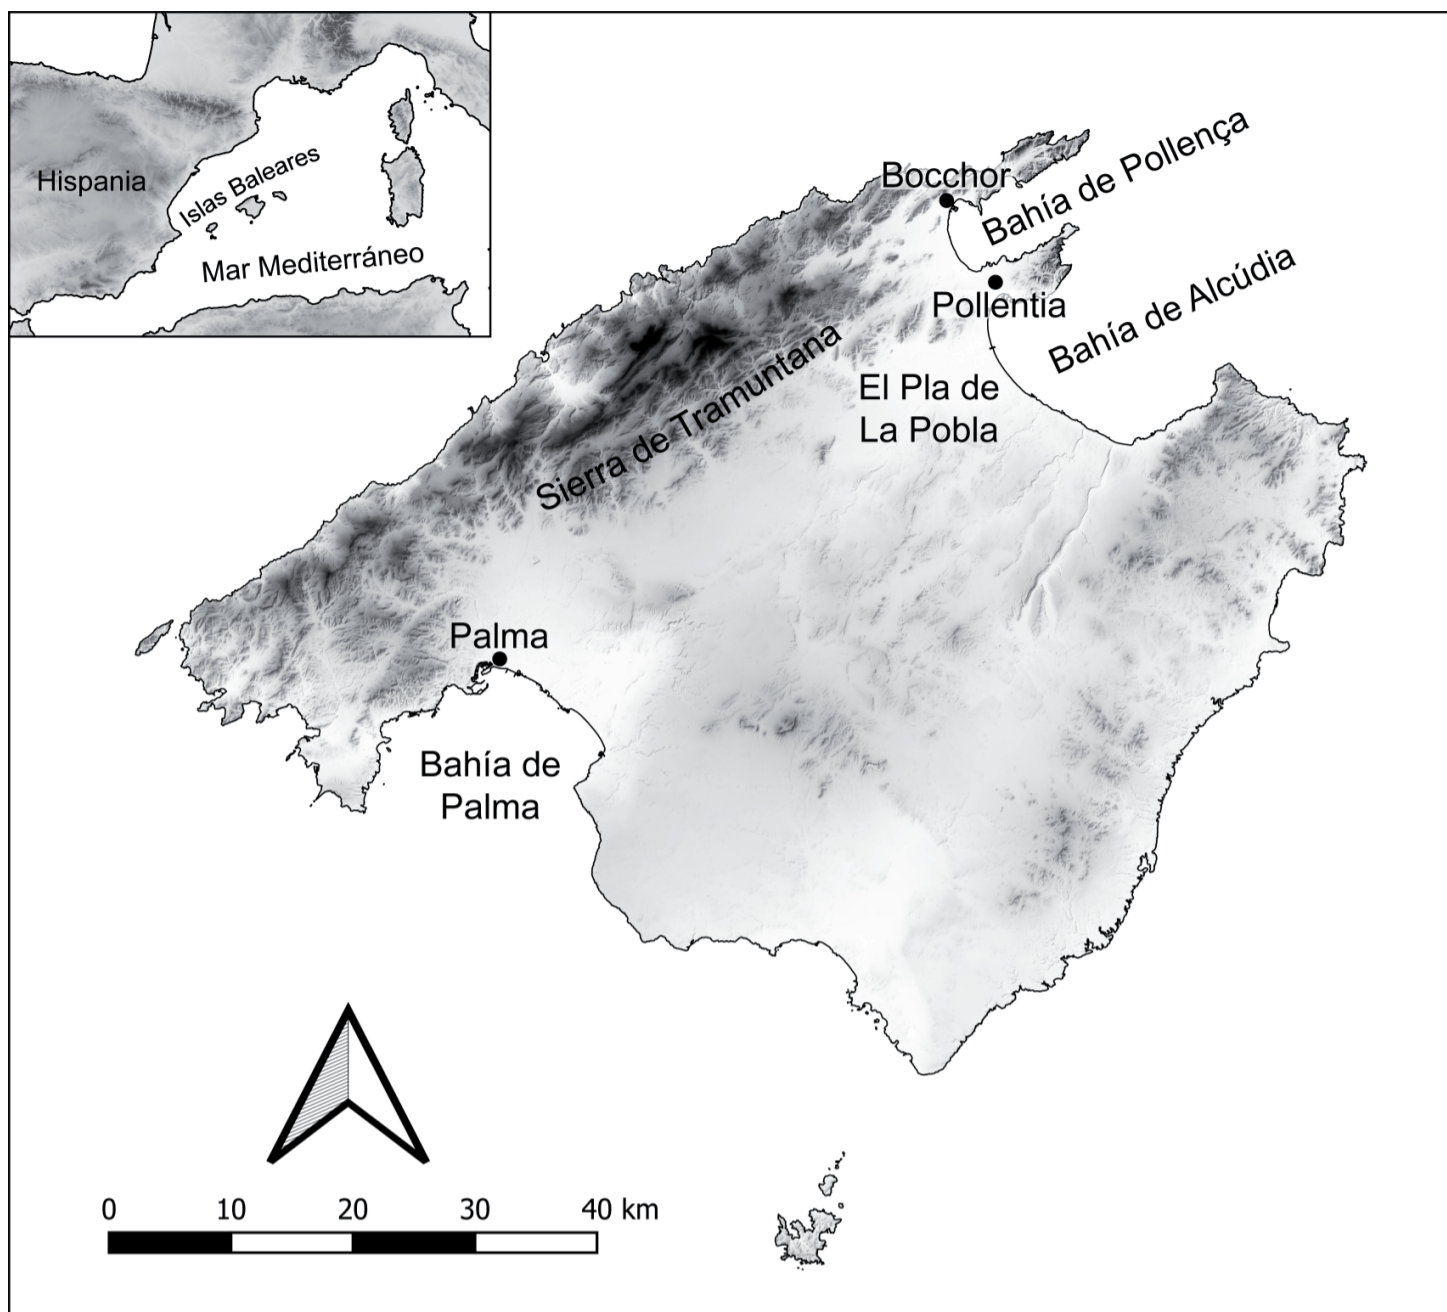 Hispania
Islas Baleares
Mar Mediterráneo
Bocchor
Bahía de Pollença
Pollentia
Bahía de Alcúdia
Sierra de Tramuntana
El Pla de
La Pobla
Palma
Bahía de
Palma
0 10 20 30 40 km